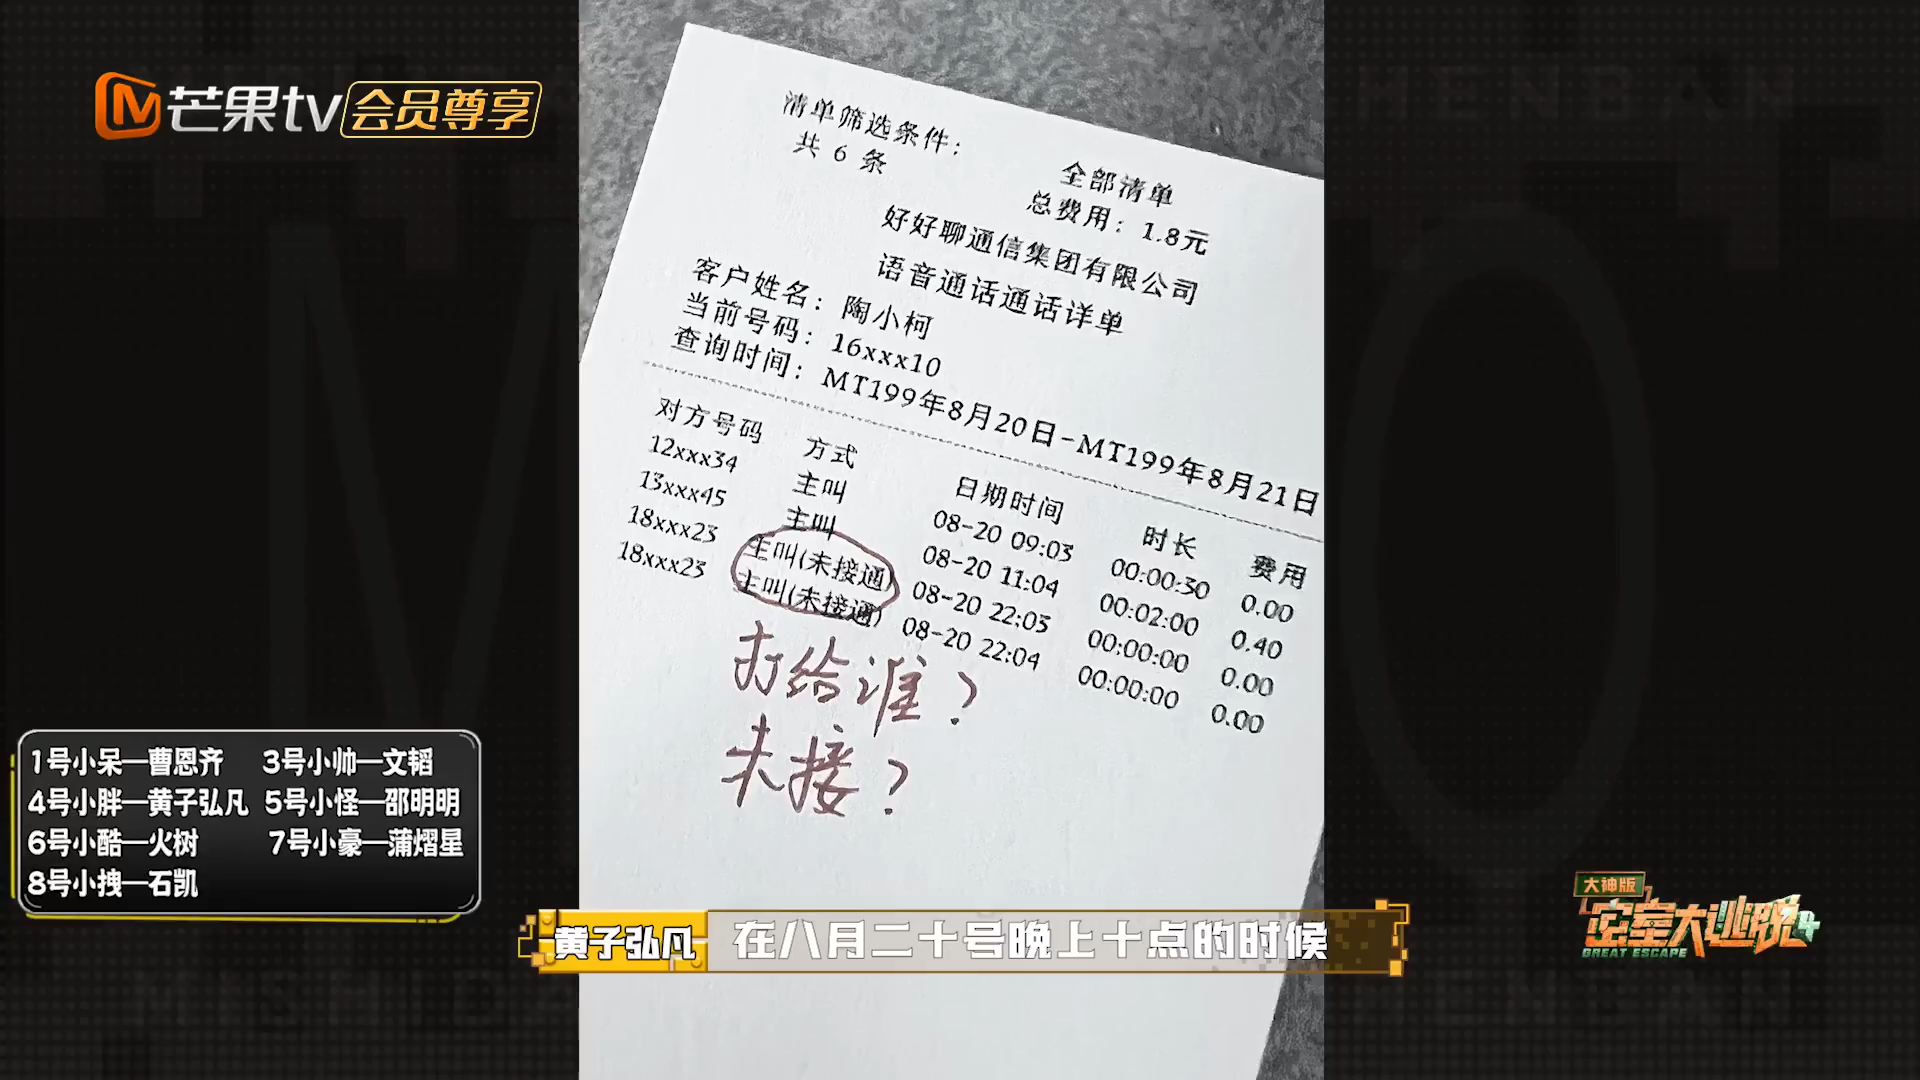 芒果tv会员尊享
清单筛选条件：
共 6 条
全部清单
总费用：1.8元
好好聊通信集团有限公司
语音通话通话详单
客户姓名：陶小柯
当前号码：16xxx10
查询时间：MT199年8月20日-MT199年8月21日
对方号码 方式 日期时间 时长 费用
12xxx34 主叫 08-20 09:03 00:00:30 0.00
13xxx45 主叫 08-20 11:04 00:02:00 0.40
18xxx23 主叫(未接通) 08-20 22:03 00:00:00 0.00
18xxx23 主叫(未接通) 08-20 22:04 00:00:00 0.00
打给谁？
未接？
1号小呆—曹恩齐 3号小帅—文韬
4号小胖—黄子弘凡 5号小怪—邵明明
6号小酷—火树 7号小豪—蒲熠星
8号小拽—石凯
黄子弘凡 在八月二十号晚上十点的时候
大神版
密室大逃脱4
GREAT ESCAPE